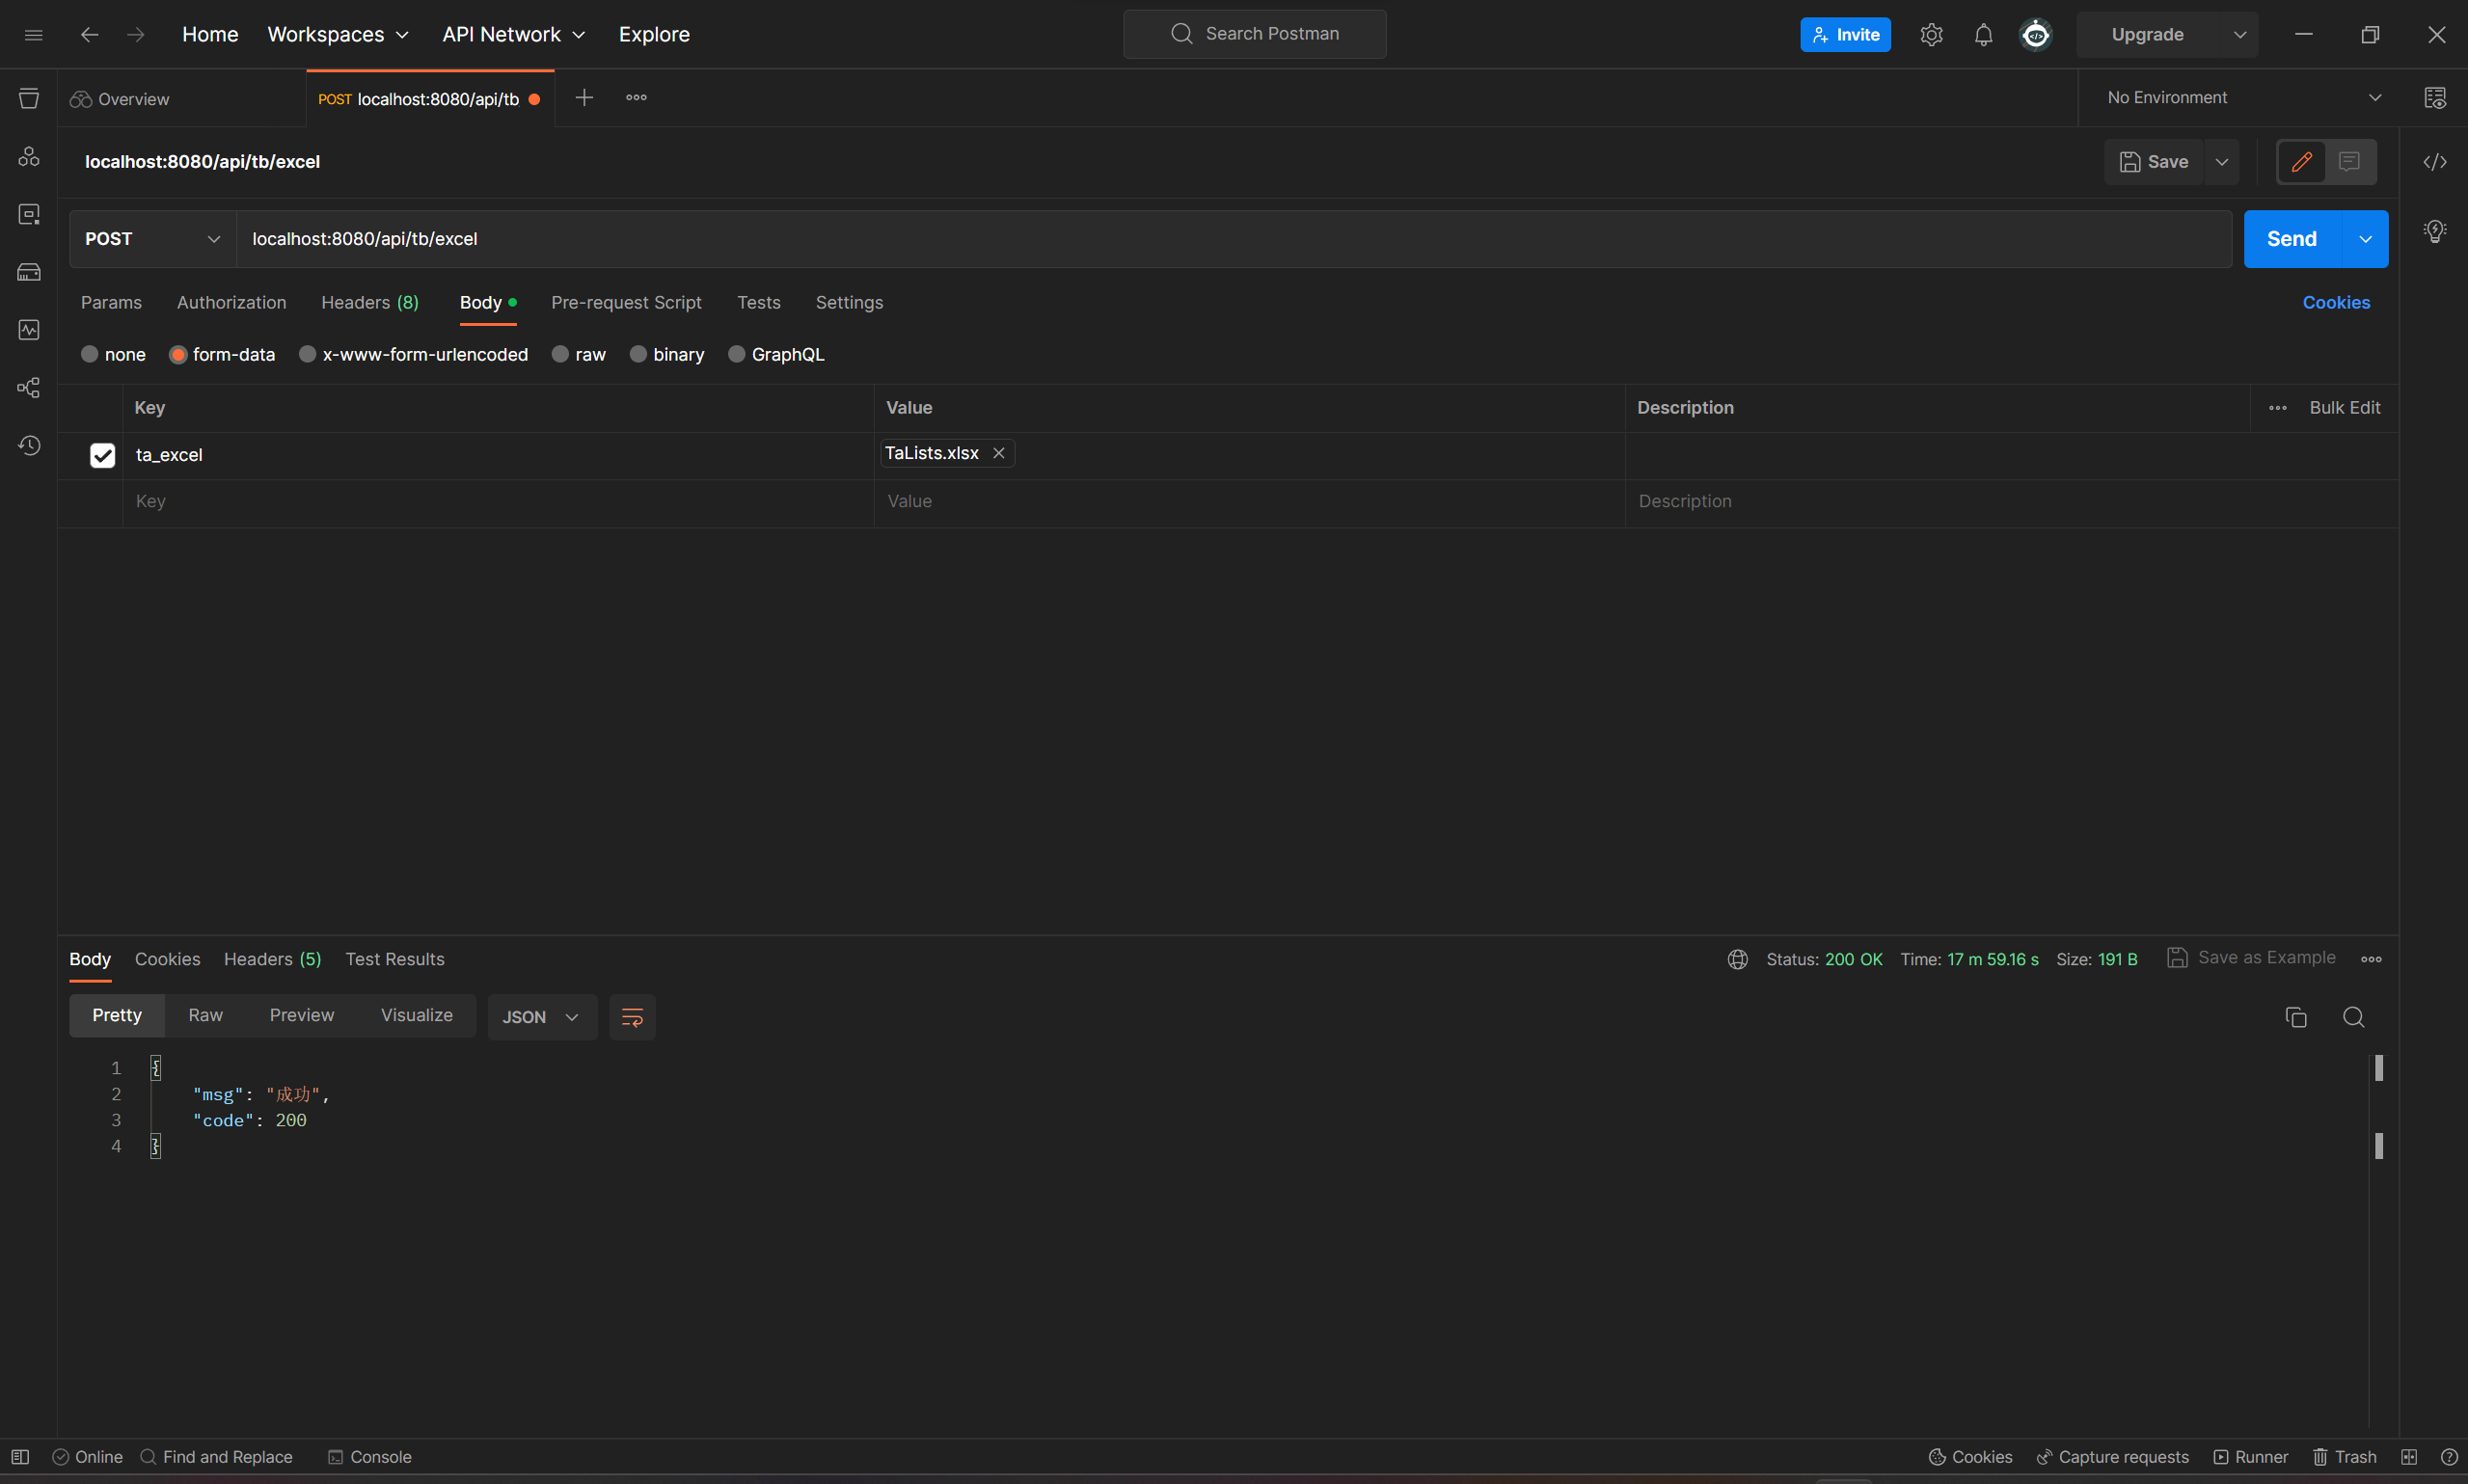 Home Workspaces API Network Explore Search Postman Invite Upgrade
Overview POST localhost:8080/api/tb No Environment
localhost:8080/api/tb/excel Save
POST localhost:8080/api/tb/excel Send
Params Authorization Headers (8) Body Pre-request Script Tests Settings Cookies
none form-data x-www-form-urlencoded raw binary GraphQL
Key Value Description Bulk Edit
ta_excel TaLists.xlsx
Key Value Description
Body Cookies Headers (5) Test Results Status: 200 OK Time: 17 m 59.16 s Size: 191 B Save as Example
Pretty Raw Preview Visualize JSON
1 {
2 "msg": "成功",
3 "code": 200
4 }
Online Find and Replace Console Cookies Capture requests Runner Trash